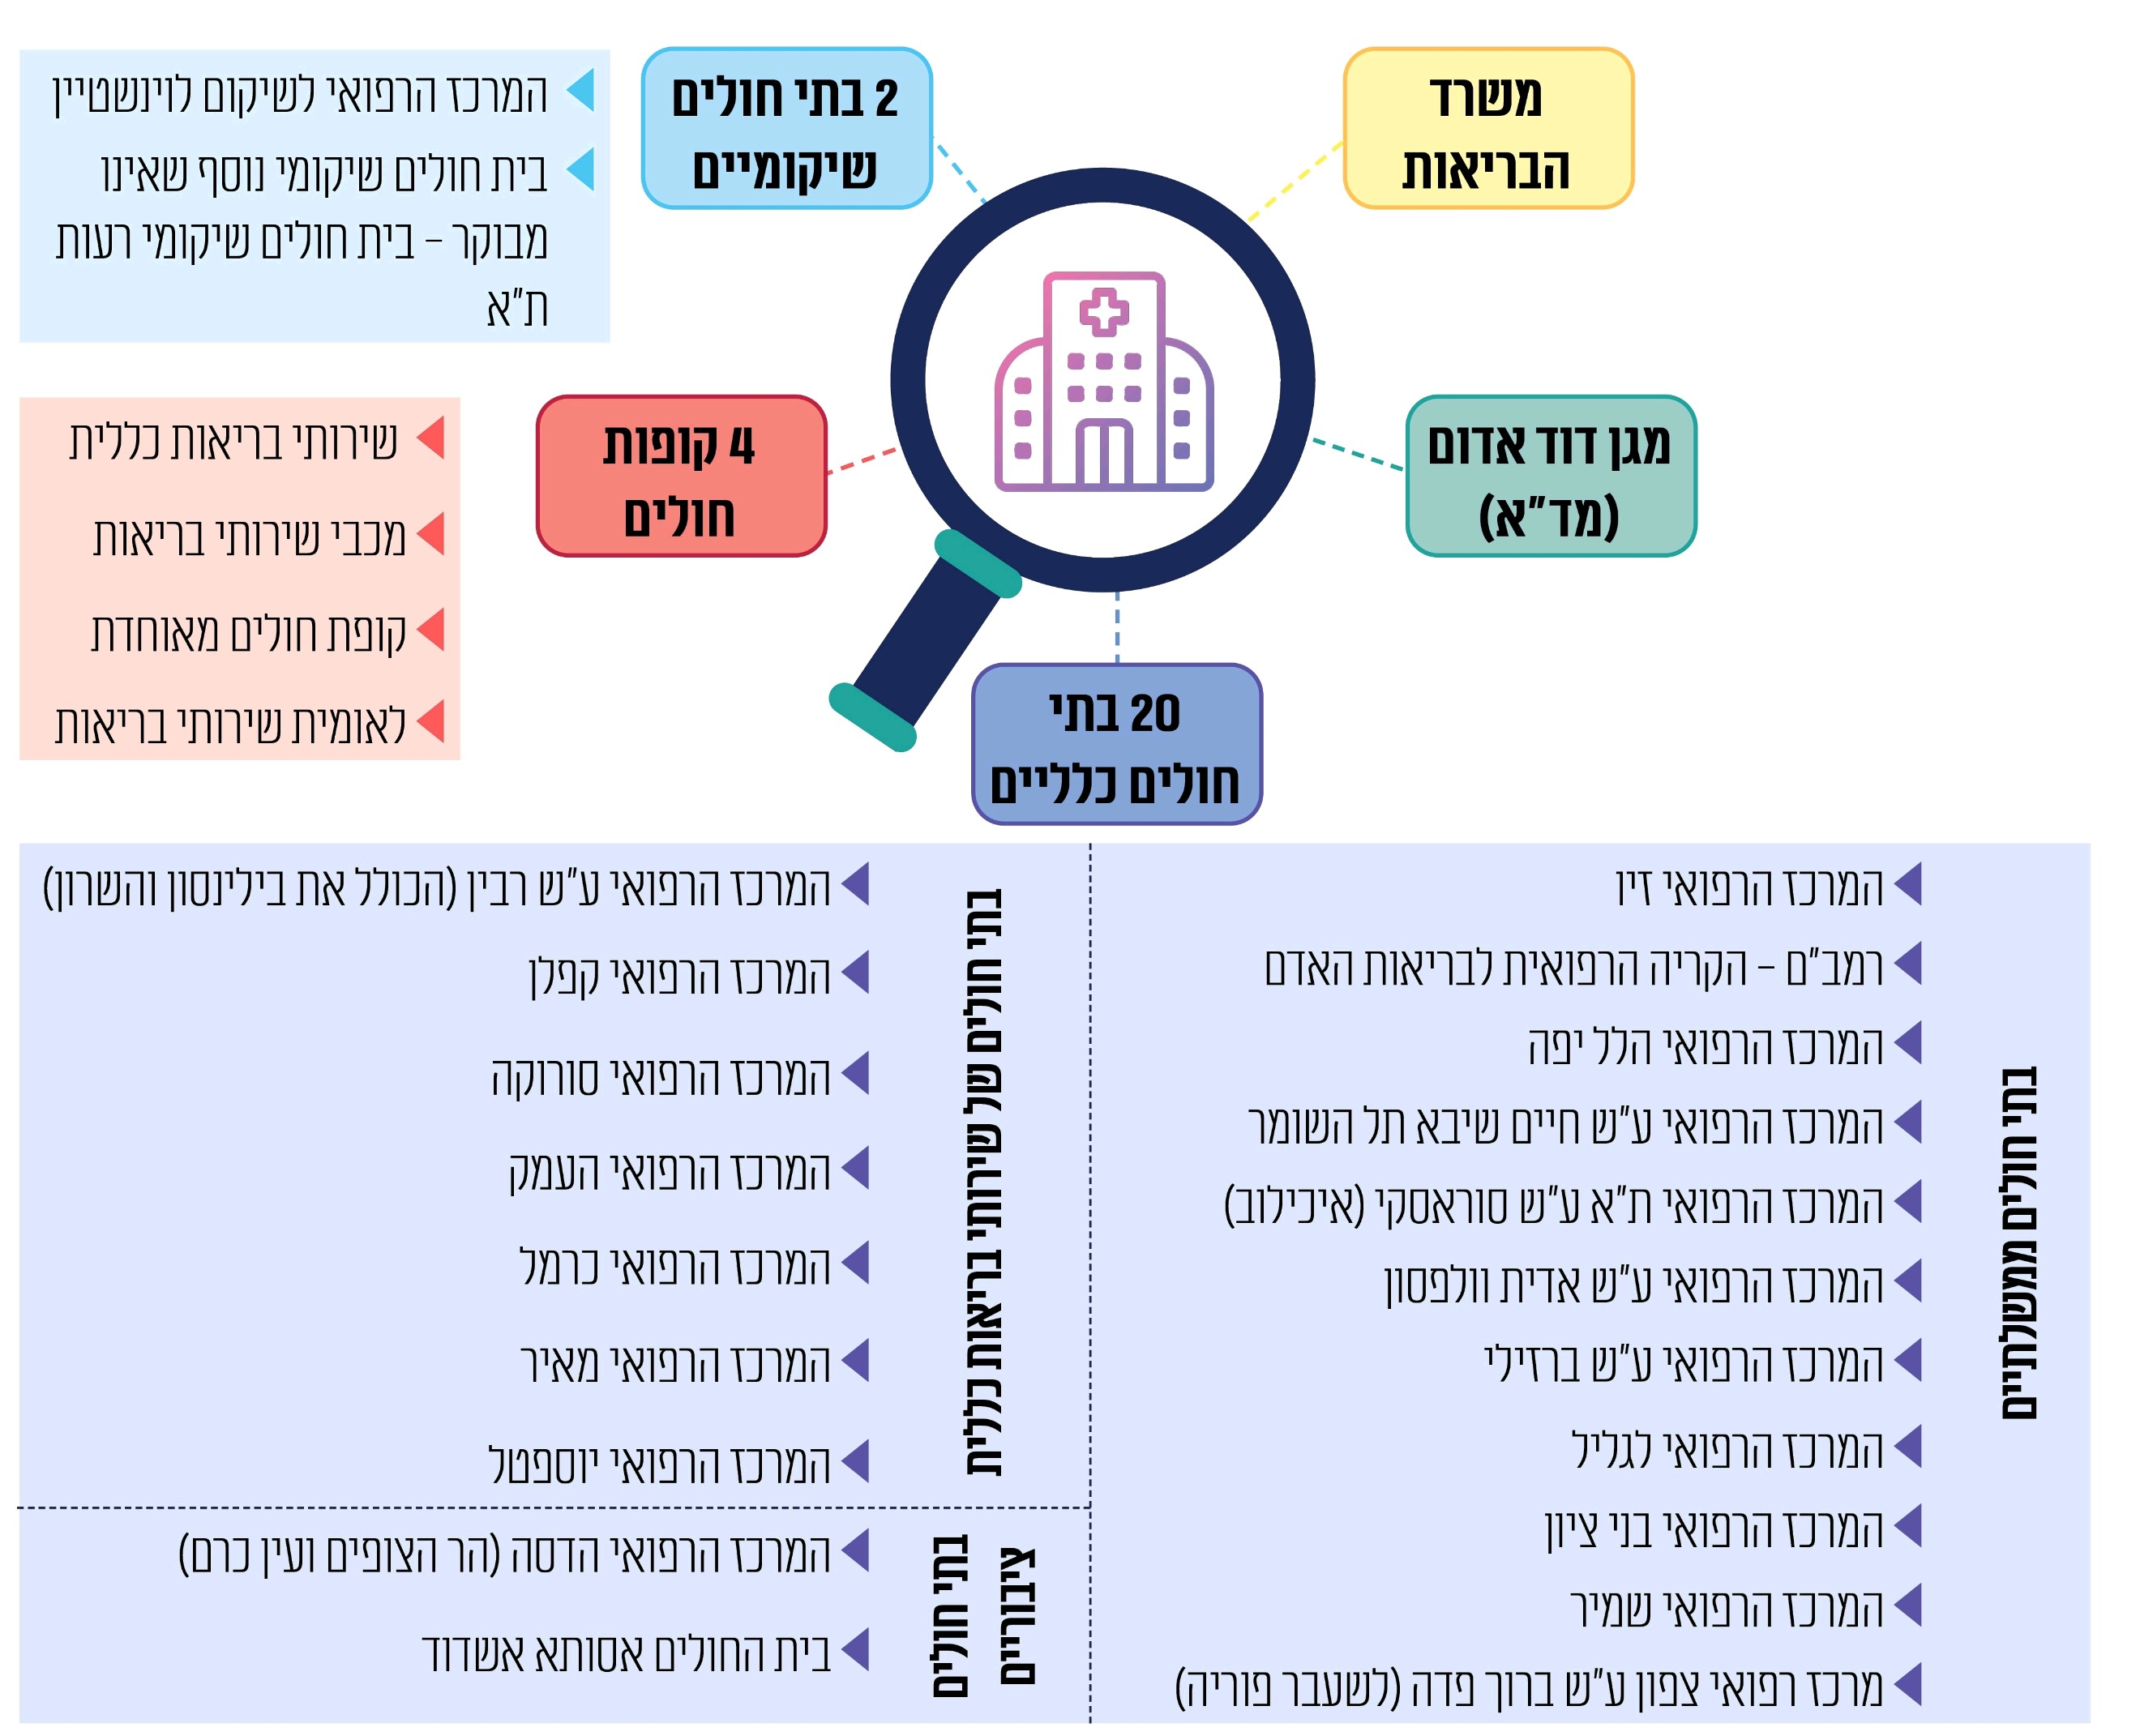 משרד
הבריאות
2 בתי חולים
שיקומיים
המרכז הרפואי לשיקום לוינשטיין
בית חולים שיקומי נוסף שאינו
מבוקר – בית חולים שיקומי רעות
ת"א
מגן דוד אדום
(מד"א)
4 קופות
חולים
שירותי בריאות כללית
מכבי שירותי בריאות
קופת חולים מאוחדת
לאומית שירותי בריאות
20 בתי
חולים כלליים
בתי חולים ממשלתיים
המרכז הרפואי זיו
רמב"ם – הקריה הרפואית לבריאות האדם
המרכז הרפואי הלל יפה
המרכז הרפואי ע"ש חיים שיבא תל השומר
המרכז הרפואי ת"א ע"ש סוראסקי (איכילוב)
המרכז הרפואי ע"ש אדית וולפסון
המרכז הרפואי ע"ש ברזילי
המרכז הרפואי לגליל
המרכז הרפואי בני ציון
המרכז הרפואי שמיר
מרכז רפואי צפון ע"ש ברוך פדה (לשעבר פוריה)
בתי חולים של שירותי בריאות כללית
המרכז הרפואי ע"ש רבין (הכולל את בילינסון והשרון)
המרכז הרפואי קפלן
המרכז הרפואי סורוקה
המרכז הרפואי העמק
המרכז הרפואי כרמל
המרכז הרפואי מאיר
המרכז הרפואי יוספטל
בתי חולים
ציבוריים
המרכז הרפואי הדסה (הר הצופים ועין כרם)
בית החולים אסותא אשדוד